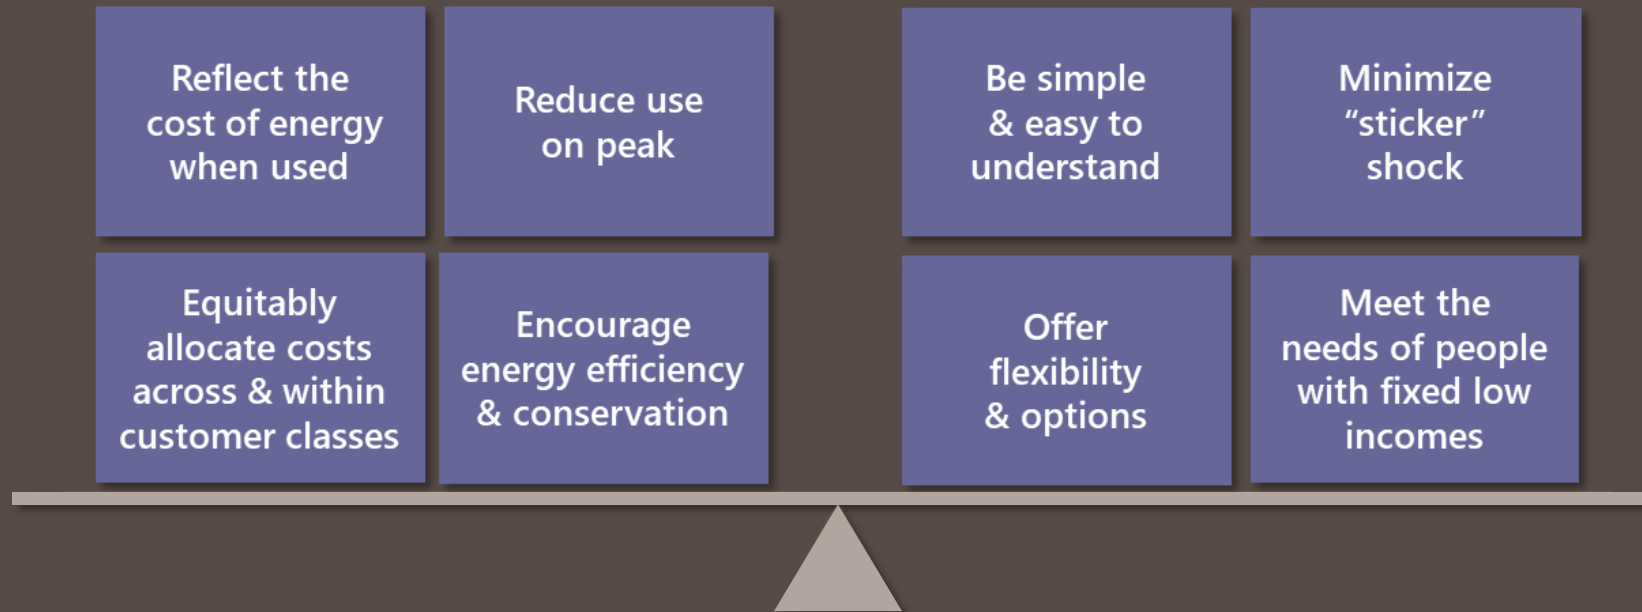 Reflect the
cost of energy
when used
Reduce use
on peak
Be simple
& easy to
understand
Minimize
“sticker”
shock
Equitably
allocate costs
across & within
customer classes
Encourage
energy efficiency
& conservation
Offer
flexibility
& options
Meet the
needs of people
with fixed low
incomes